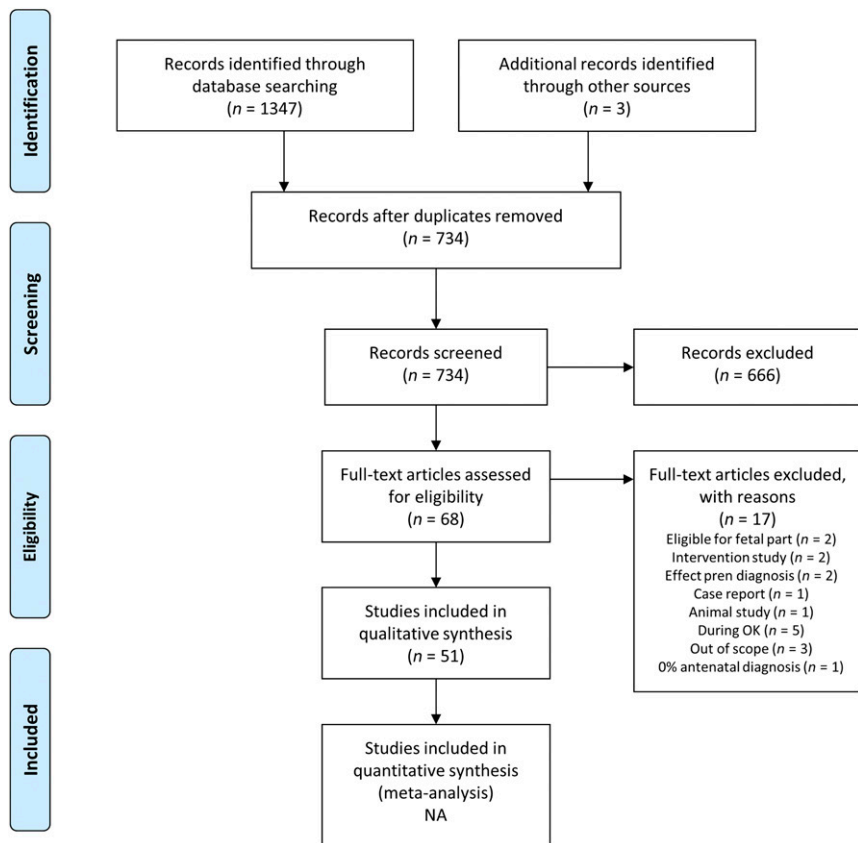 Identification
Records identified through
database searching
(n = 1347)
Additional records identified
through other sources
(n = 3)
Records after duplicates removed
(n = 734)
Screening
Records screened
(n = 734)
Records excluded
(n = 666)
Eligibility
Full-text articles assessed
for eligibility
(n = 68)
Full-text articles excluded,
with reasons
(n = 17)
Eligible for fetal part (n = 2)
Intervention study (n = 2)
Effect pren diagnosis (n = 2)
Case report (n = 1)
Animal study (n = 1)
During OK (n = 5)
Out of scope (n = 3)
0% antenatal diagnosis (n = 1)
Studies included in
qualitative synthesis
(n = 51)
Included
Studies included in
quantitative synthesis
(meta-analysis)
NA